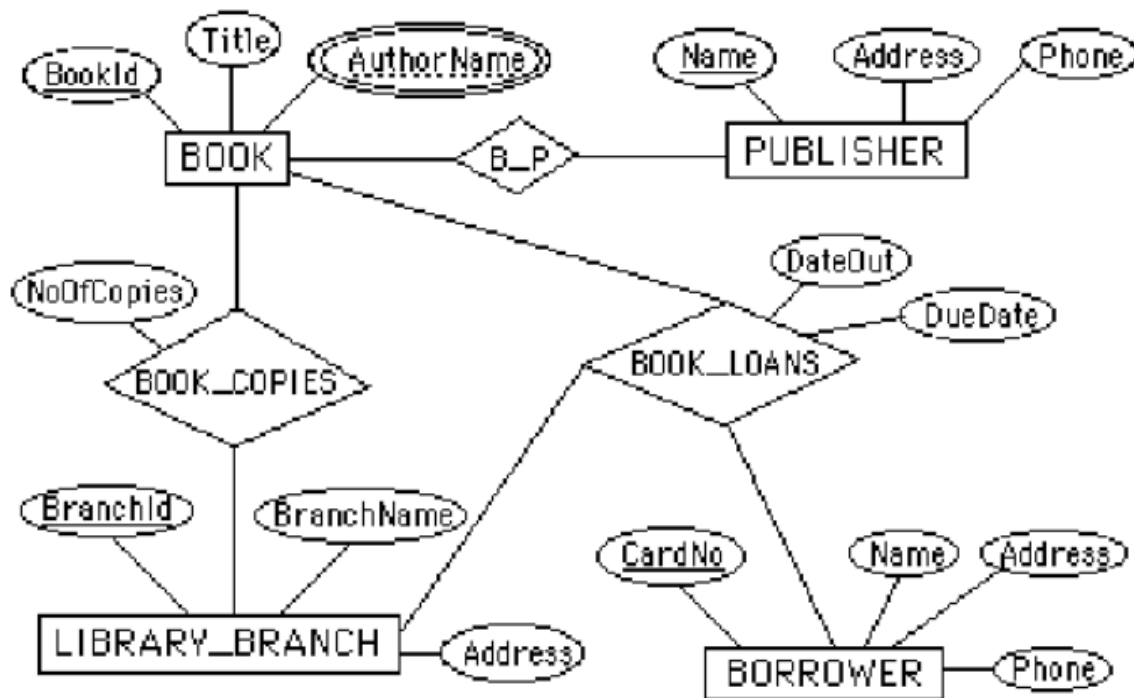 Title
BookId
AuthorName
Name
Address
Phone
BOOK
B_P
PUBLISHER
NoOfCopies
DateOut
DueDate
BOOK_COPIES
BOOK_LOANS
BranchId
BranchName
CardNo
Name
Address
LIBRARY_BRANCH
Address
BORROWER
Phone